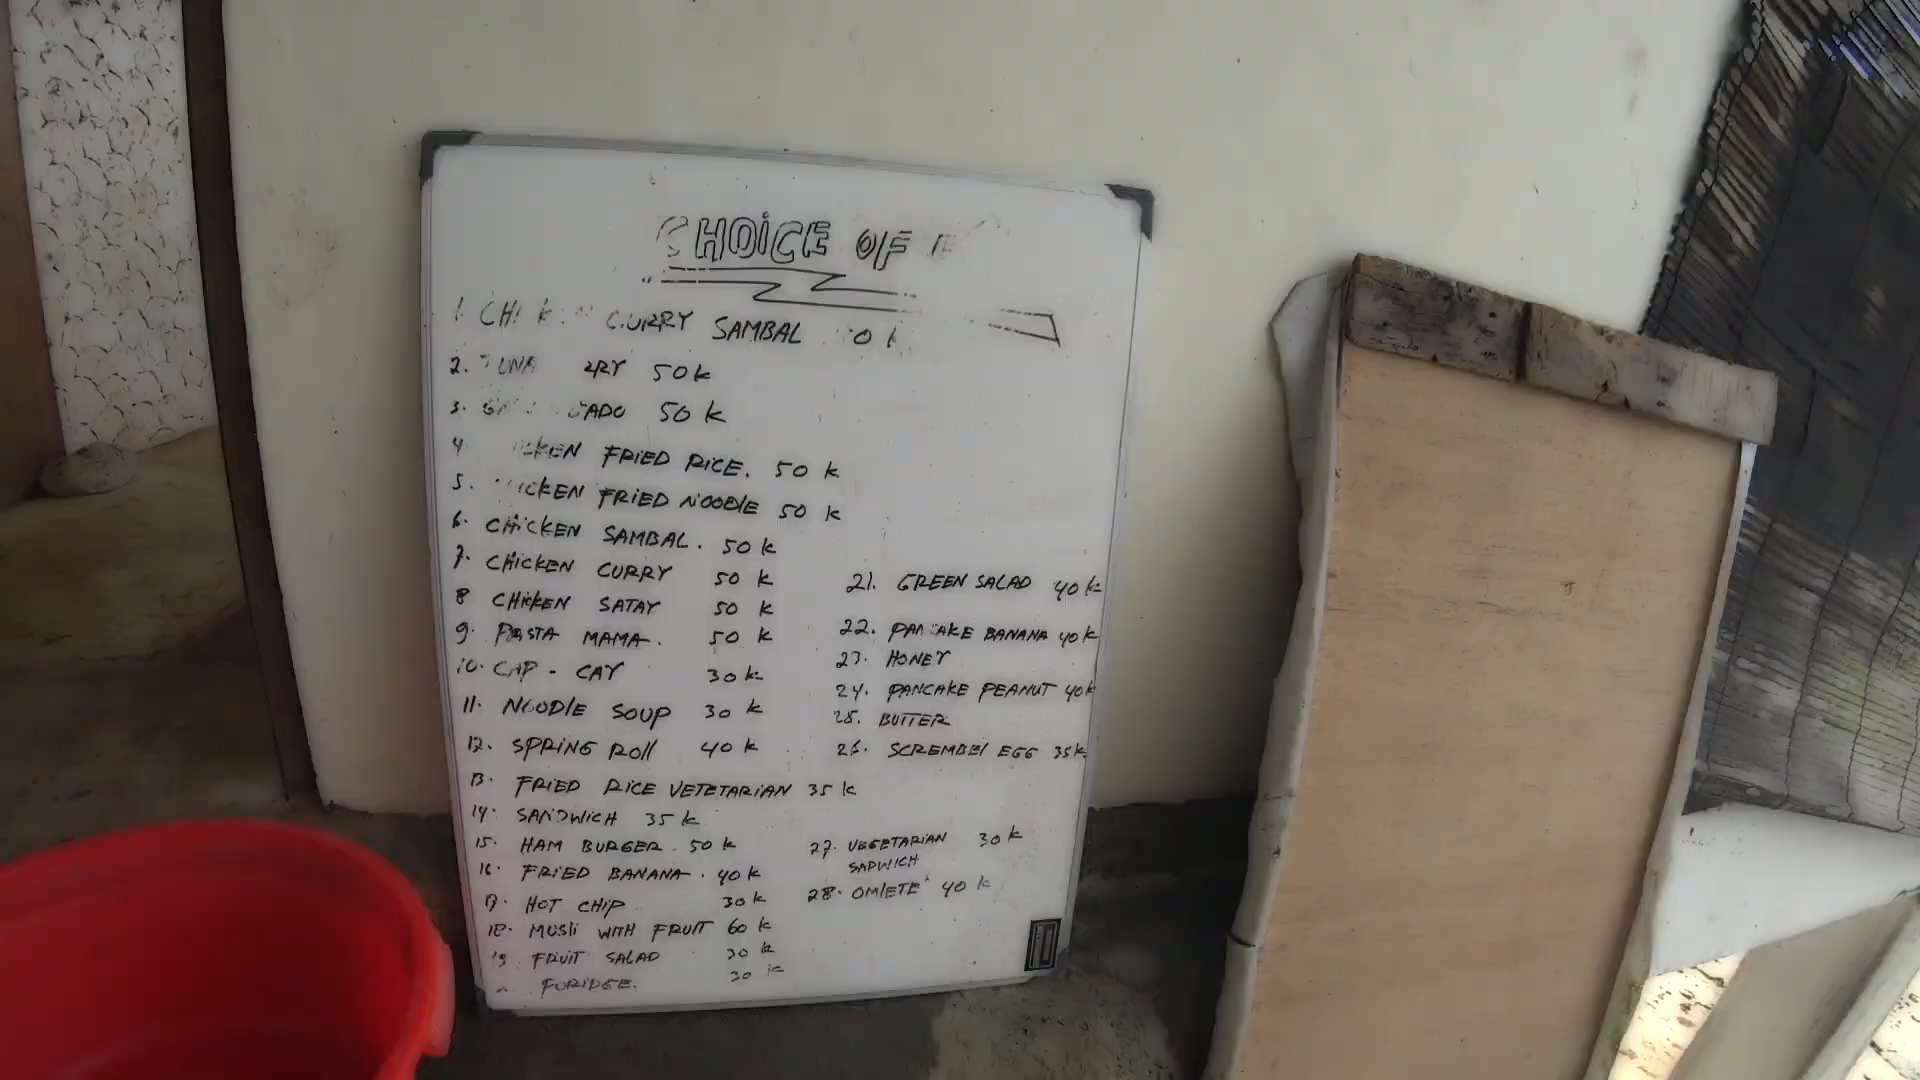 CHOICE OF
1. CURRY SAMBAL
2. 50 K
3. 50 K
4 FRIED RICE. 50 K
5. CHICKEN FRIED NOODLE 50 K
6. CHICKEN SAMBAL. 50 K
7. CHICKEN CURRY 50 K
8 CHICKEN SATAY 50 K
9. PASTA MAMA. 50 K
10. CAP - CAY 30 K
11. NOODLE SOUP 30 K
12. SPRING ROLL 40 K
13. FRIED RICE VETETARIAN 35 K
14. SANDWICH 35 K
15. HAM BURGER. 50 K
16. FRIED BANANA. 40 K
17. HOT CHIP 30 K
18. MUSLI WITH FRUIT 60 K
19 FRUIT SALAD 30 K
PORIDGE. 30 K
21. GREEN SALAD 40 K
22. PANCAKE BANANA 40 K
23. HONEY
24. PANCAKE PEANUT 40 K
25. BUTTER
26. SCREMBEL EGG 35 K
27. VEGETARIAN 30 K
SADWICH
28. OMLETE 40 K